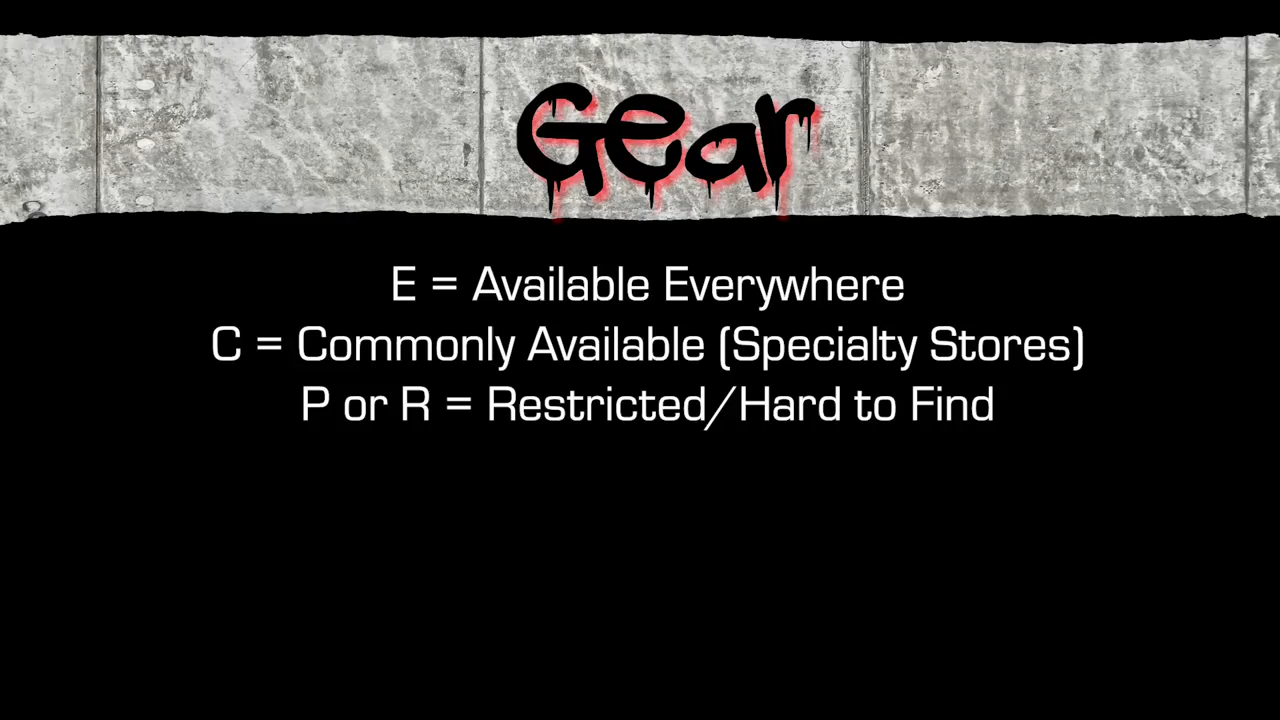 Gear
E = Available Everywhere
C = Commonly Available (Specialty Stores)
P or R = Restricted/Hard to Find